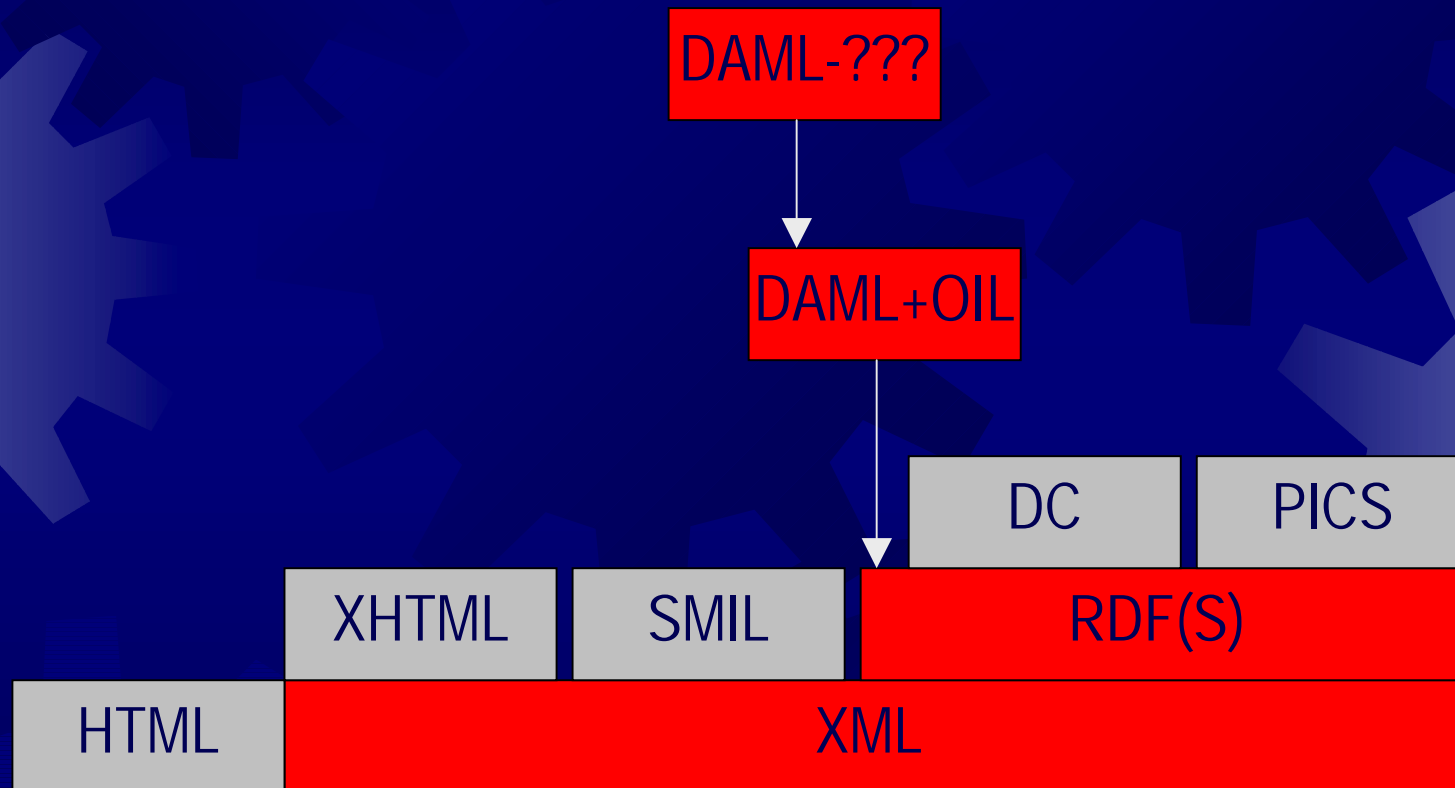 DAML-???
DAML+OIL
DC
PICS
XHTML
SMIL
RDF(S)
HTML
XML